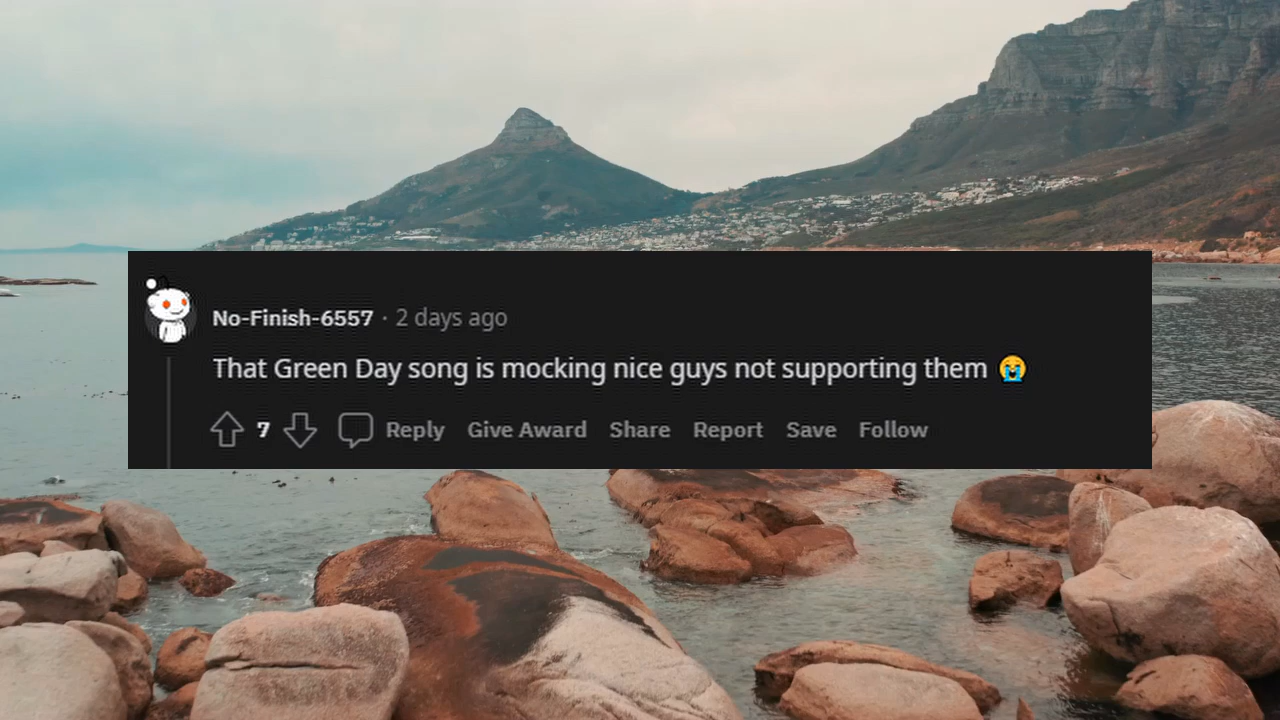 No-Finish-6557 · 2 days ago
That Green Day song is mocking nice guys not supporting them 😭
7 Reply Give Award Share Report Save Follow